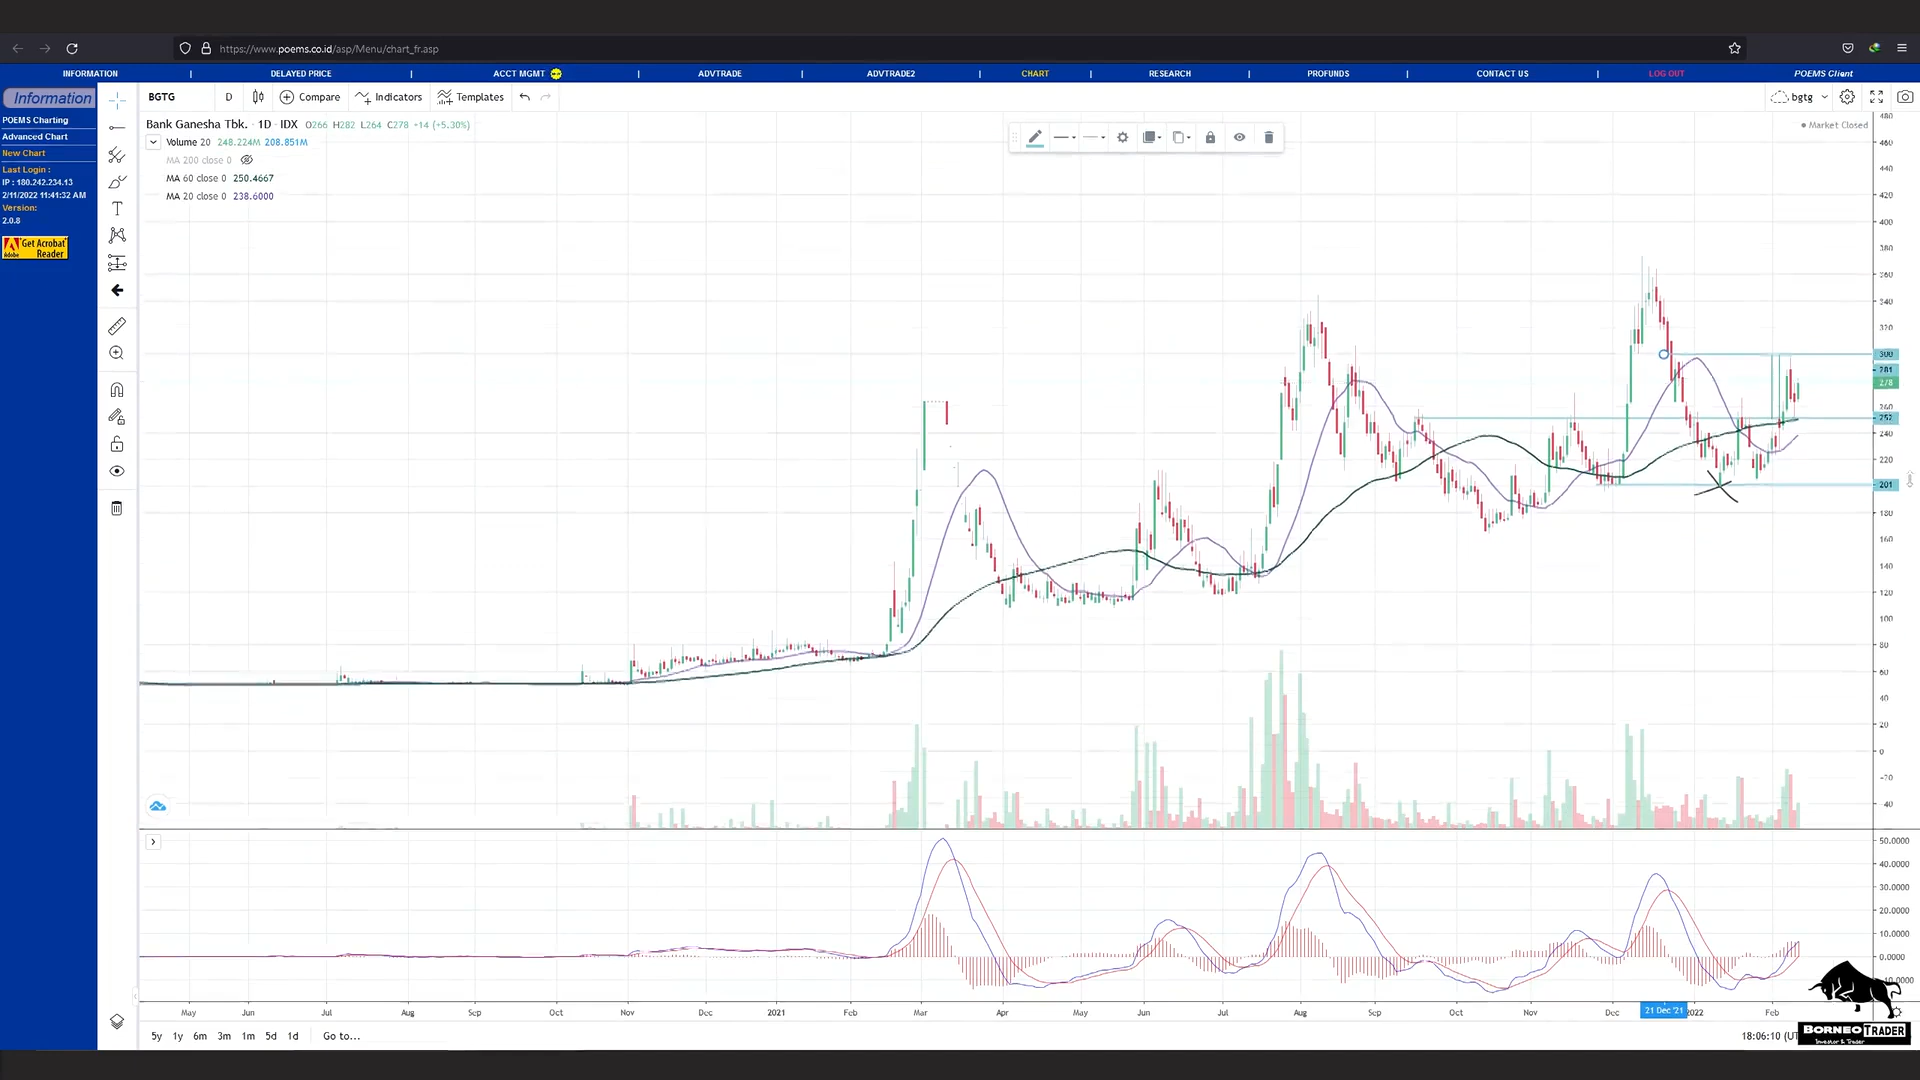 https://www.poems.co.id/asp/Menu/chart_fr.asp
INFORMATION | DELAYED PRICE | ACCT MGMT | ADVTRADE | ADVTRADE2 | CHART | RESEARCH | PROFUNDS | CONTACT US | LOG OUT POEMS Client
Information
POEMS Charting
Advanced Chart
New Chart
Last Login :
IP : 180.242.234.13
2/11/2022 11:41:32 AM
Version:
2.0.8
Get Acrobat
Adobe Reader
BGTG D Compare Indicators Templates bgtg
Bank Ganesha Tbk. · 1D · IDX O266 H282 L264 C278 +14 (+5.30%)
Market Closed
Volume 20 248.224M 208.851M
MA 200 close 0
MA 60 close 0 250.4667
MA 20 close 0 238.6000
480
460
440
420
400
380
360
340
320
300
281
278
260
252
240
220
201
180
160
140
120
100
80
60
40
20
0
-20
40
50.0000
40.0000
30.0000
20.0000
10.0000
0.0000
10.0000
May Jun Jul Aug Sep Oct Nov Dec 2021 Feb Mar Apr May Jun Jul Aug Sep Oct Nov Dec 21 Dec '21 2022 Feb
5y 1y 6m 3m 1m 5d 1d Go to... 18:06:10 (UT
BORNEO TRADER
Investor & Trader